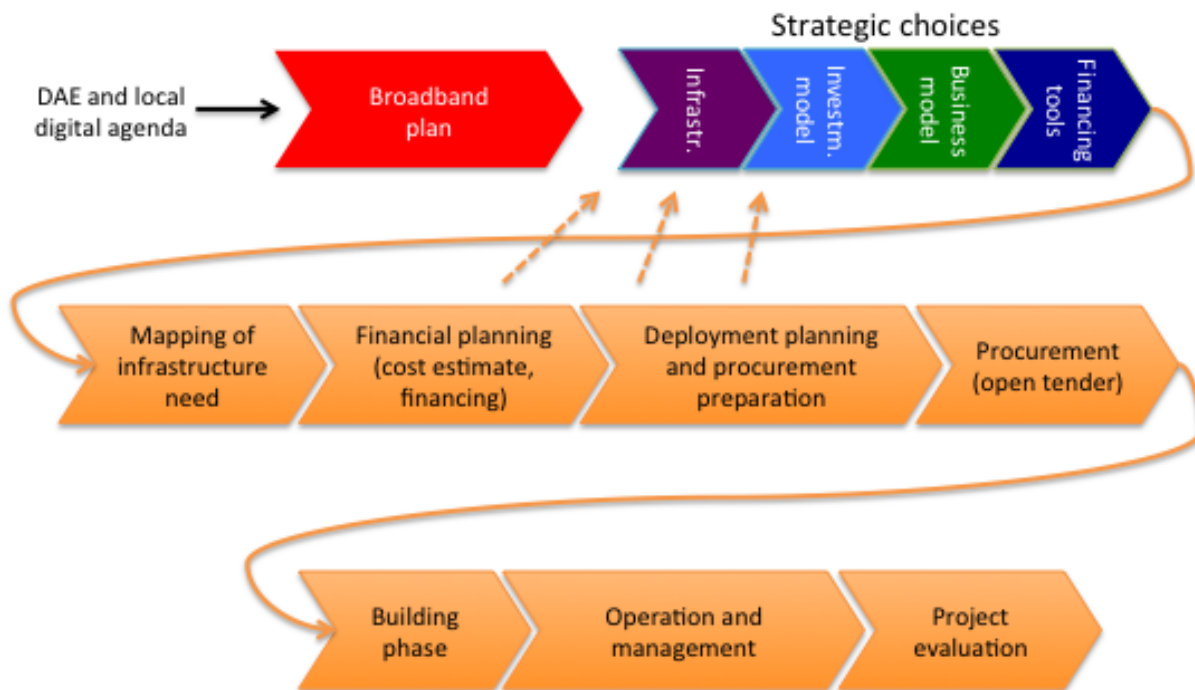 Strategic choices
DAE and local
digital agenda
Broadband
plan
Infrastr.
Investm.
model
Business
model
Financing
tools
Mapping of
infrastructure
need
Financial planning
(cost estimate,
financing)
Deployment planning
and procurement
preparation
Procurement
(open tender)
Building
phase
Operation and
management
Project
evaluation